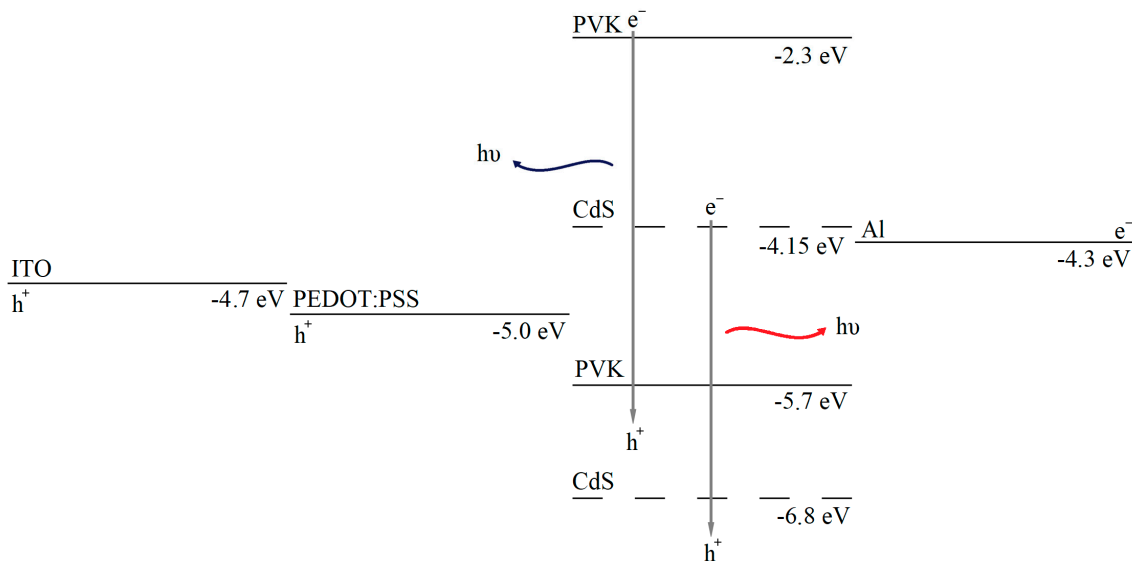 PVK e⁻
-2.3 eV
hυ
CdS e⁻
-4.15 eV
Al e⁻
-4.3 eV
ITO
h⁺ -4.7 eV
PEDOT:PSS
h⁺ -5.0 eV
hυ
PVK
-5.7 eV
h⁺
CdS
-6.8 eV
h⁺